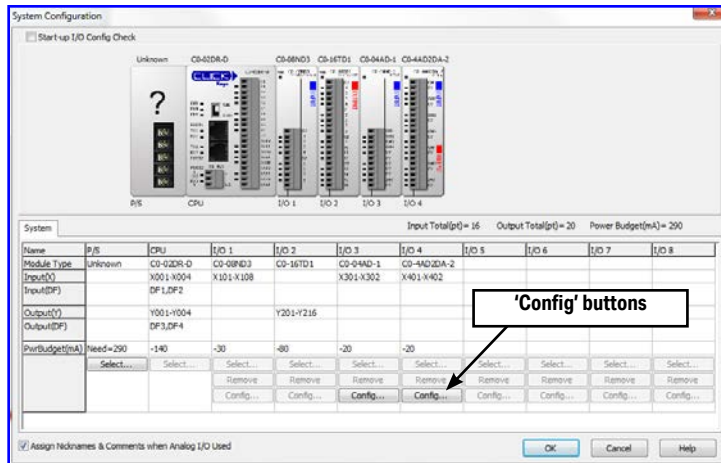 System Configuration
Start-up I/O Config Check
Unknown C0-02DR-D C0-08ND3 C0-16TD1 C0-04AD-1 C0-4AD2DA-2
CLICK
?
P/S CPU I/O 1 I/O 2 I/O 3 I/O 4
System Input Total(pt)= 16 Output Total(pt)= 20 Power Budget(mA)= 290
Name P/S CPU I/O 1 I/O 2 I/O 3 I/O 4 I/O 5 I/O 6 I/O 7 I/O 8
Module Type Unknown C0-02DR-D C0-08ND3 C0-16TD1 C0-04AD-1 C0-4AD2DA-2
Input(X) X001-X004 X101-X108 X301-X302 X401-X402
Input(DF) DF1,DF2
'Config' buttons
Output(Y) Y001-Y004 Y201-Y216
Output(DF) DF3,DF4
PwrBudget(mA) Need=290 -140 -30 -80 -20 -20
Select... Select... Select... Select... Select... Select... Select... Select... Select... Select...
Remove Remove Remove Remove Remove Remove Remove Remove
Config... Config... Config... Config... Config... Config... Config... Config...
Assign Nicknames & Comments when Analog I/O Used OK Cancel Help